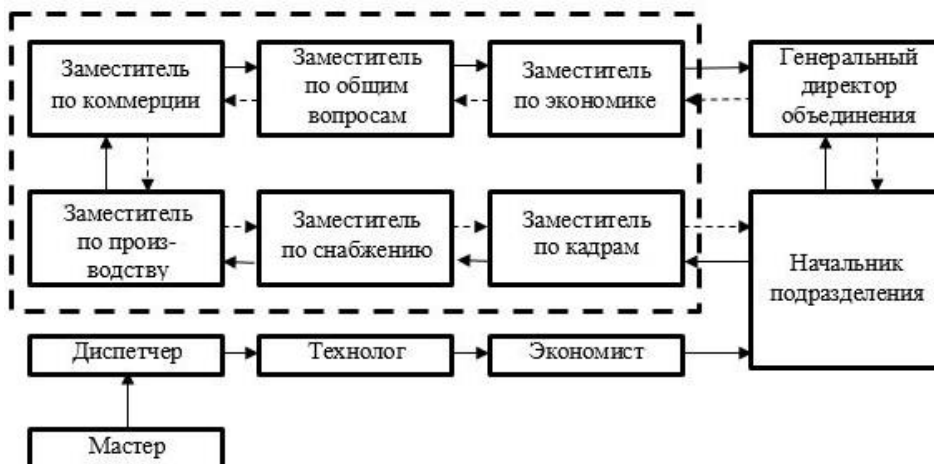 Заместитель
по коммерции
Заместитель
по общим
вопросам
Заместитель
по экономике
Генеральный
директор
объединения
Заместитель
по произ-
водству
Заместитель
по снабжению
Заместитель
по кадрам
Начальник
подразделения
Диспетчер
Технолог
Экономист
Мастер